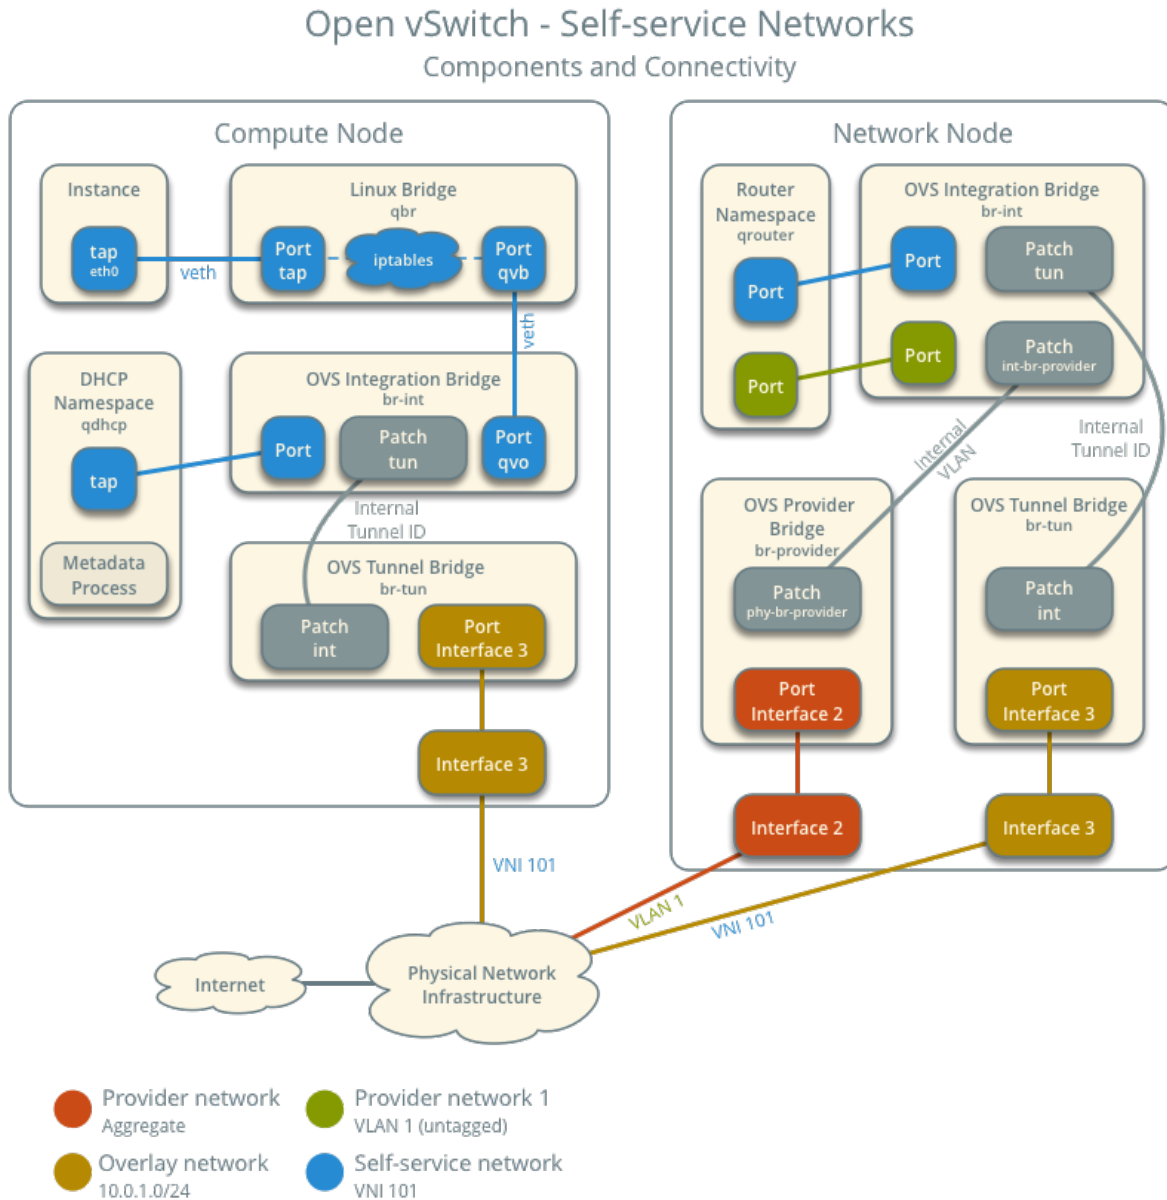 Open vSwitch - Self-service Networks
Components and Connectivity
Compute Node
Instance
tap
eth0
veth
Linux Bridge
qbr
Port
tap
iptables
Port
qvb
veth
DHCP
Namespace
qdhcp
tap
Metadata
Process
OVS Integration Bridge
br-int
Port
Patch
tun
Port
qvo
Internal
Tunnel ID
OVS Tunnel Bridge
br-tun
Patch
int
Port
Interface 3
Interface 3
VNI 101
Network Node
Router
Namespace
qrouter
Port
Port
OVS Integration Bridge
br-int
Port
Patch
tun
Port
Patch
int-br-provider
Internal
VLAN
Internal
Tunnel ID
OVS Provider
Bridge
br-provider
Patch
phy-br-provider
Port
Interface 2
OVS Tunnel Bridge
br-tun
Patch
int
Port
Interface 3
Interface 2
Interface 3
VLAN 1
VNI 101
Internet
Physical Network
Infrastructure
Provider network
Aggregate
Provider network 1
VLAN 1 (untagged)
Overlay network
10.0.1.0/24
Self-service network
VNI 101